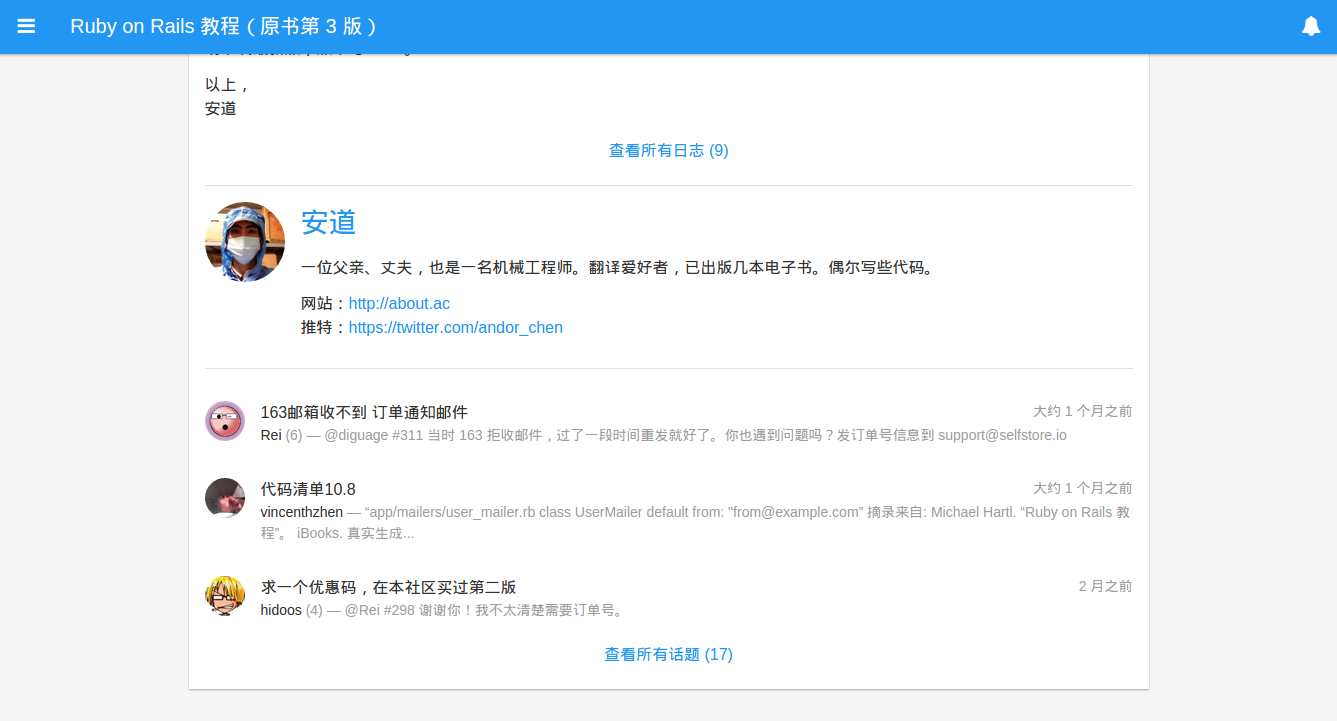 Ruby on Rails 教程（原书第 3 版）
以上，
安道
查看所有日志 (9)
安道
一位父亲、丈夫，也是一名机械工程师。翻译爱好者，已出版几本电子书。偶尔写些代码。
网站：http://about.ac
推特：https://twitter.com/andor_chen
163邮箱收不到 订单通知邮件
大约 1 个月之前
Rei (6) — @diguage #311 当时 163 拒收邮件，过了一段时间重发就好了。你也遇到问题吗？发订单号信息到 support@selfstore.io
代码清单10.8
大约 1 个月之前
vincenthzhen — “app/mailers/user_mailer.rb class UserMailer default from: "from@example.com” 摘录来自: Michael Hartl. “Ruby on Rails 教
程”。 iBooks. 真实生成...
求一个优惠码，在本社区买过第二版
2 月之前
hidoos (4) — @Rei #298 谢谢你！我不太清楚需要订单号。
查看所有话题 (17)